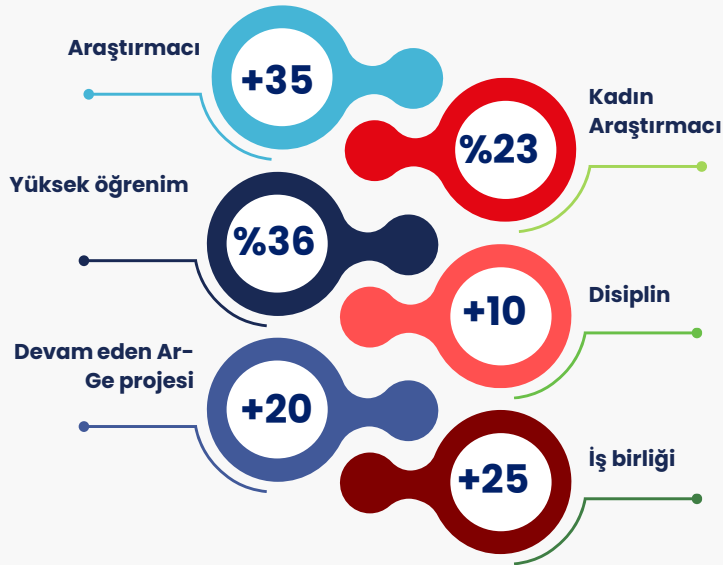 Araştırmacı
+35
Kadın
Araştırmacı
%23
Yüksek öğrenim
%36
Disiplin
+10
Devam eden Ar-
Ge projesi
+20
İş birliği
+25